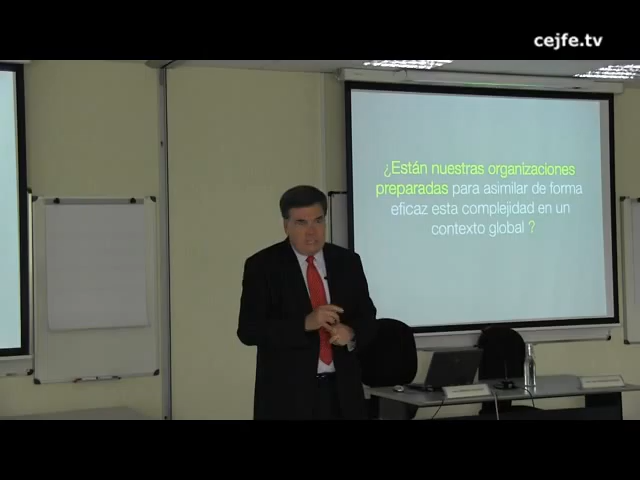 cejfe.tv
¿Están nuestras organizaciones
preparadas para asimilar de forma
eficaz esta complejidad en un
contexto global ?